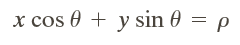 x cos θ + y sin θ = ρ